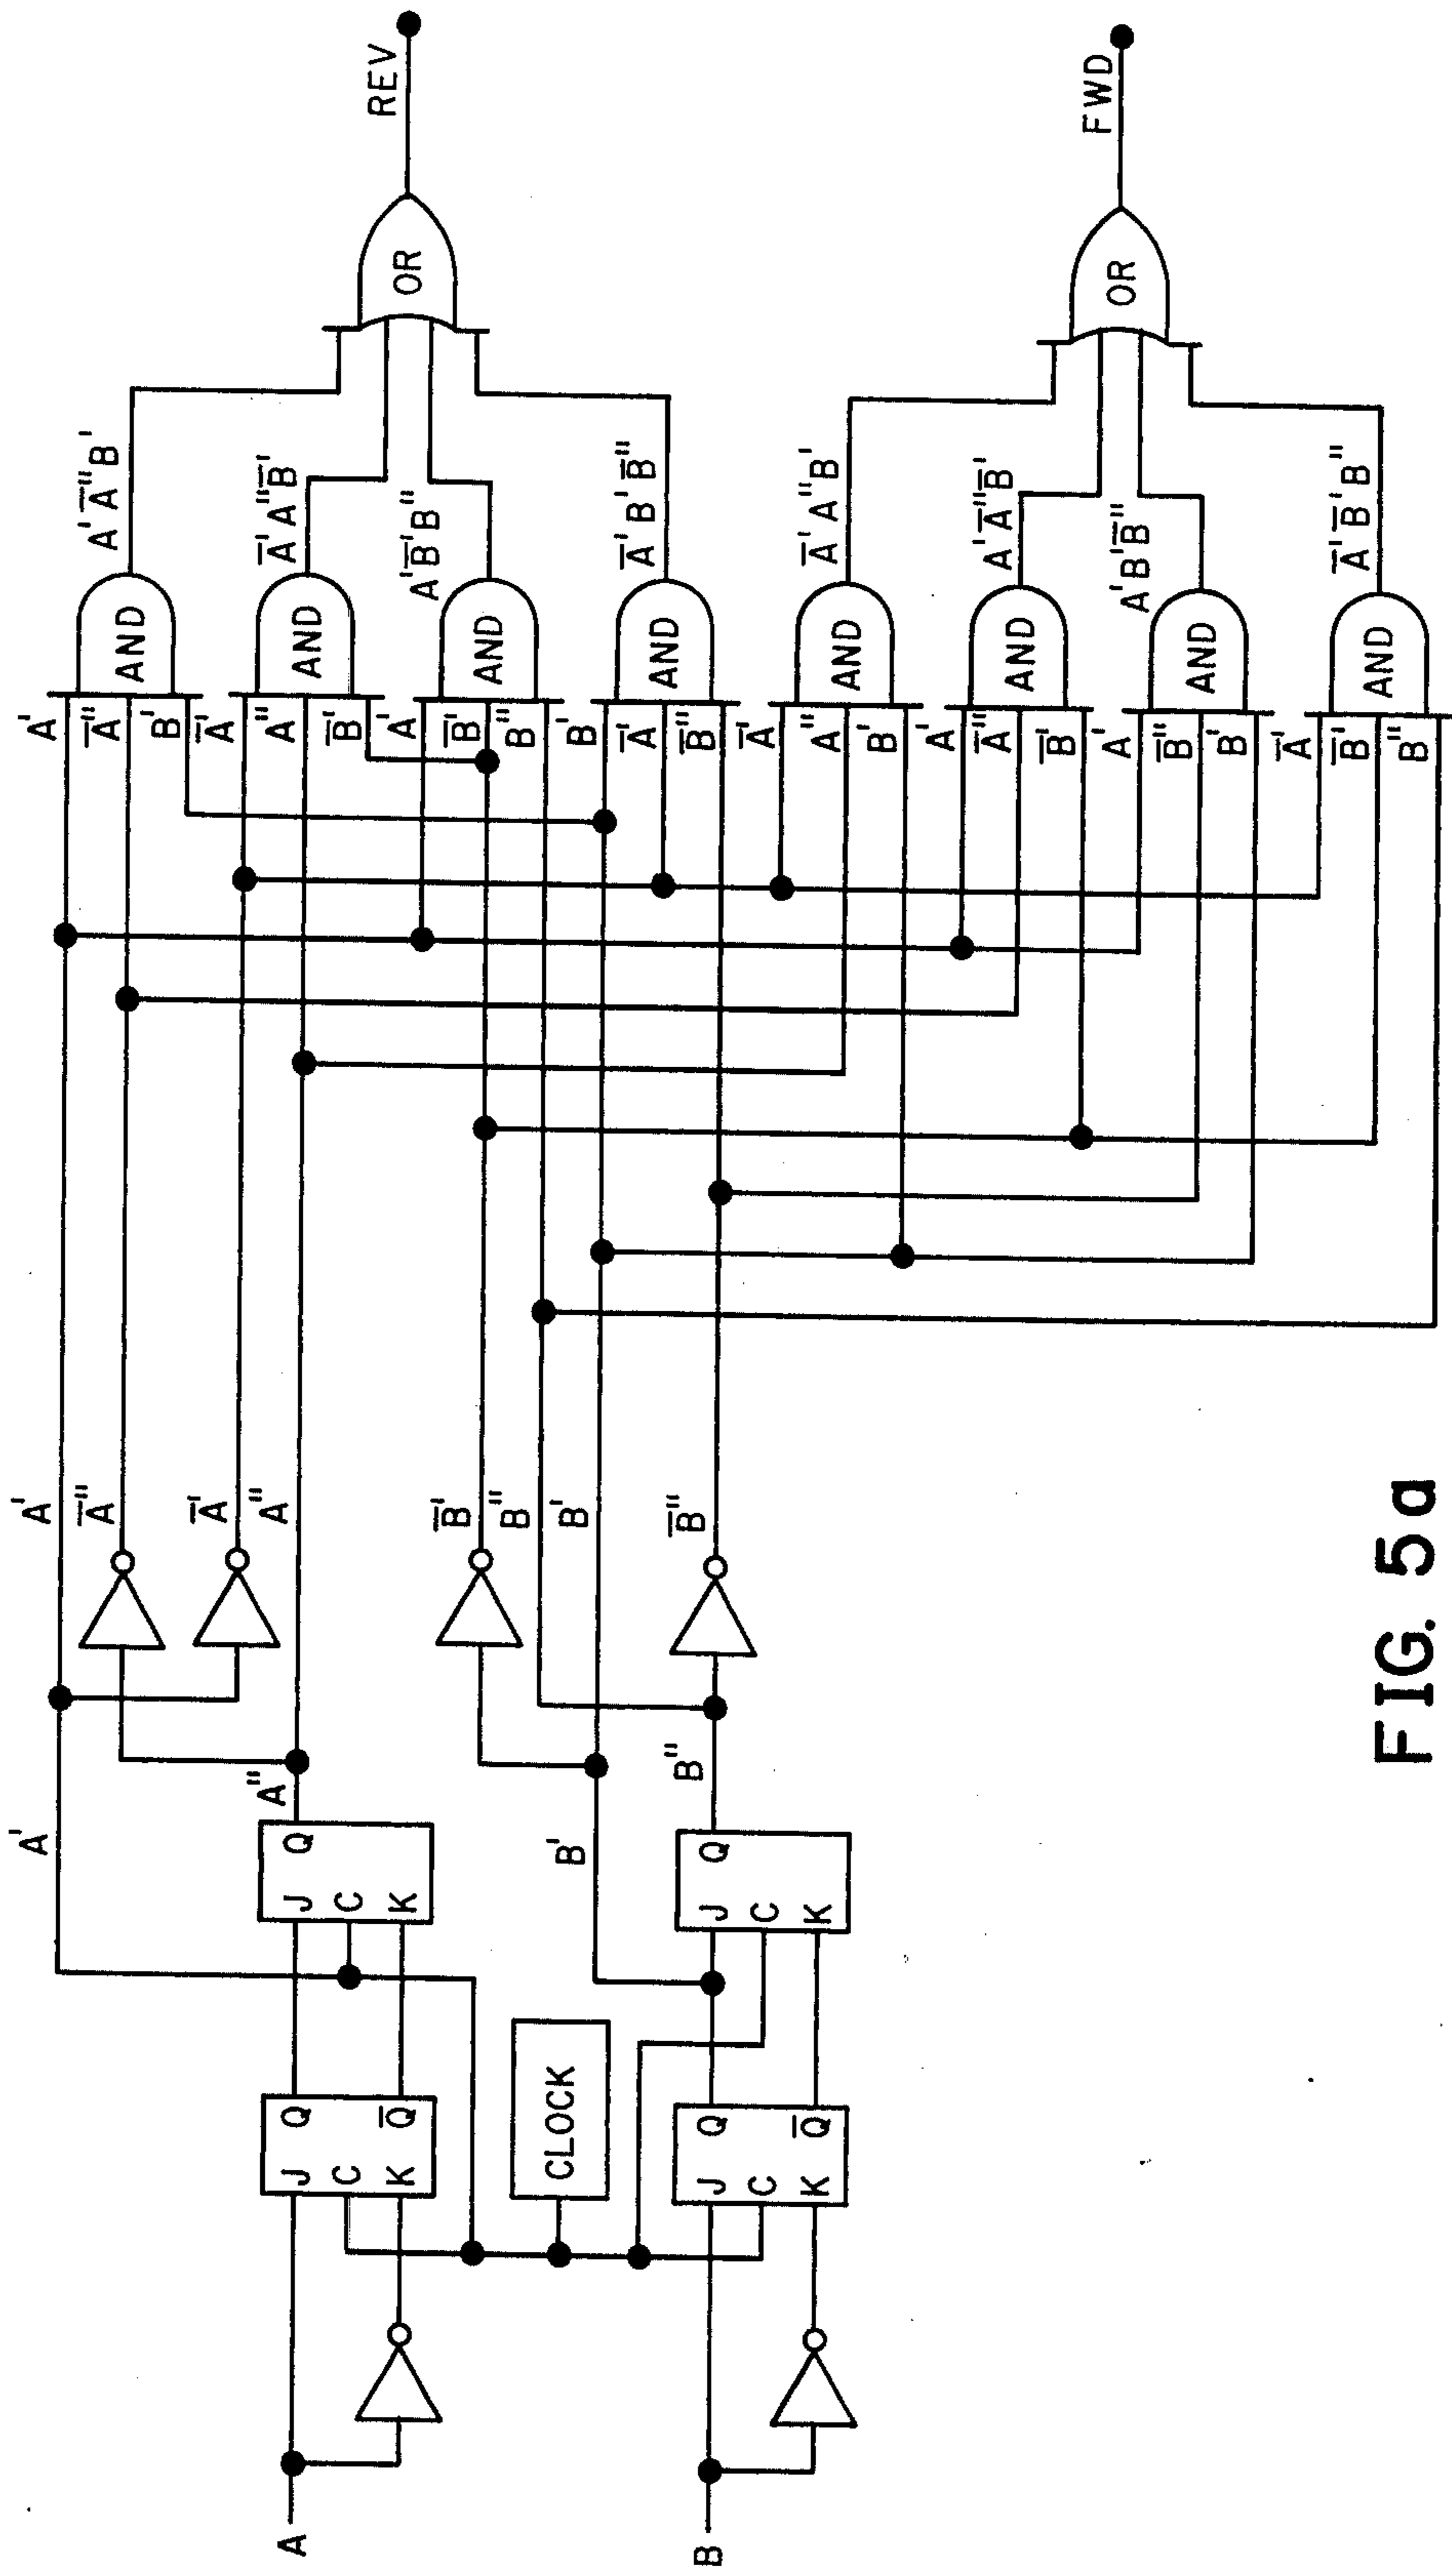 A
J Q
C
K Q̅
A'
J Q
C
K
A"
CLOCK
B
J Q
C
K Q̅
B'
J Q
C
K
B"
A'
A̅"
A̅'
A"
B̅'
B"
B'
B̅"
A'
A̅"
B'
AND
A'A̅"B'
A̅'
A"
B̅'
AND
A̅'A"B̅'
A'
B̅'
B"
AND
A'B̅'B"
B'
A̅'
B̅"
AND
A̅'B'B̅"
OR
REV
A̅'
A"
B'
AND
A̅'A"B'
A'
A̅"
B̅'
AND
A'A̅"B̅'
A'
B̅"
B'
AND
A'B'B̅"
A̅'
B̅'
B"
AND
A̅'B̅'B"
OR
FWD
FIG. 5a